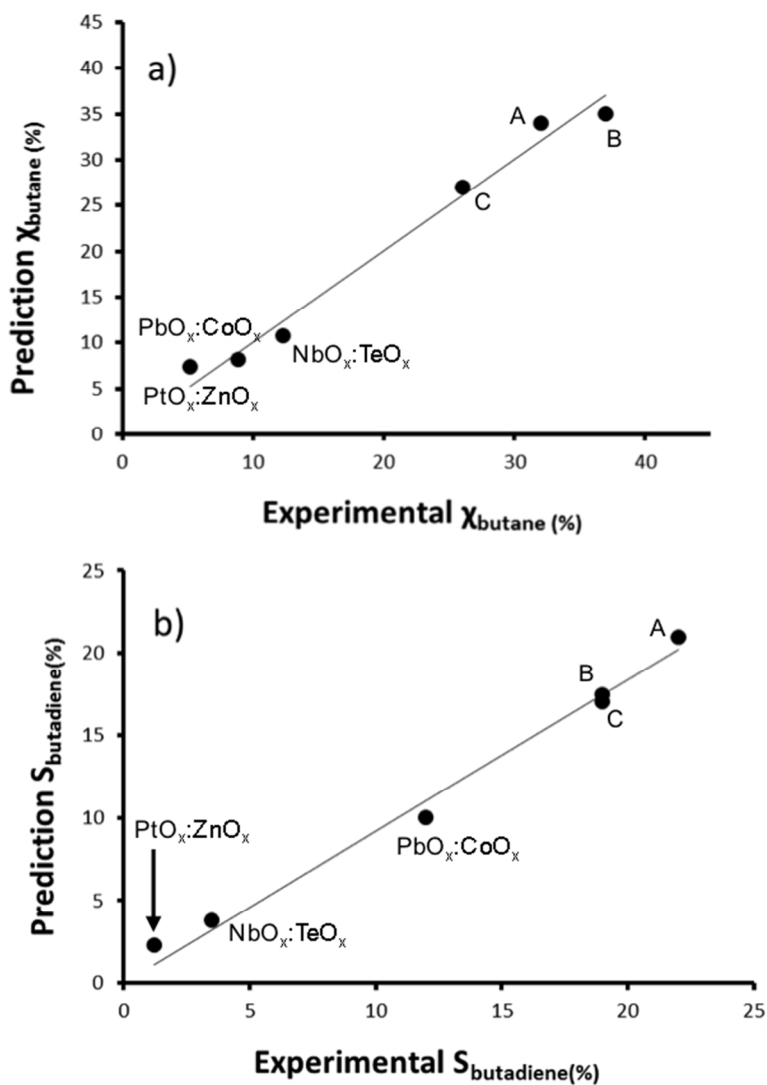 a)
Prediction χbutane (%)
45
40
35
30
25
20
15
10
5
0
A
B
C
PbOx:CoOx
NbOx:TeOx
PtOx:ZnOx
0 10 20 30 40
Experimental χbutane (%)
b)
Prediction Sbutadiene(%)
25
20
15
10
5
0
A
B
C
PtOx:ZnOx
PbOx:CoOx
NbOx:TeOx
0 5 10 15 20 25
Experimental Sbutadiene(%)